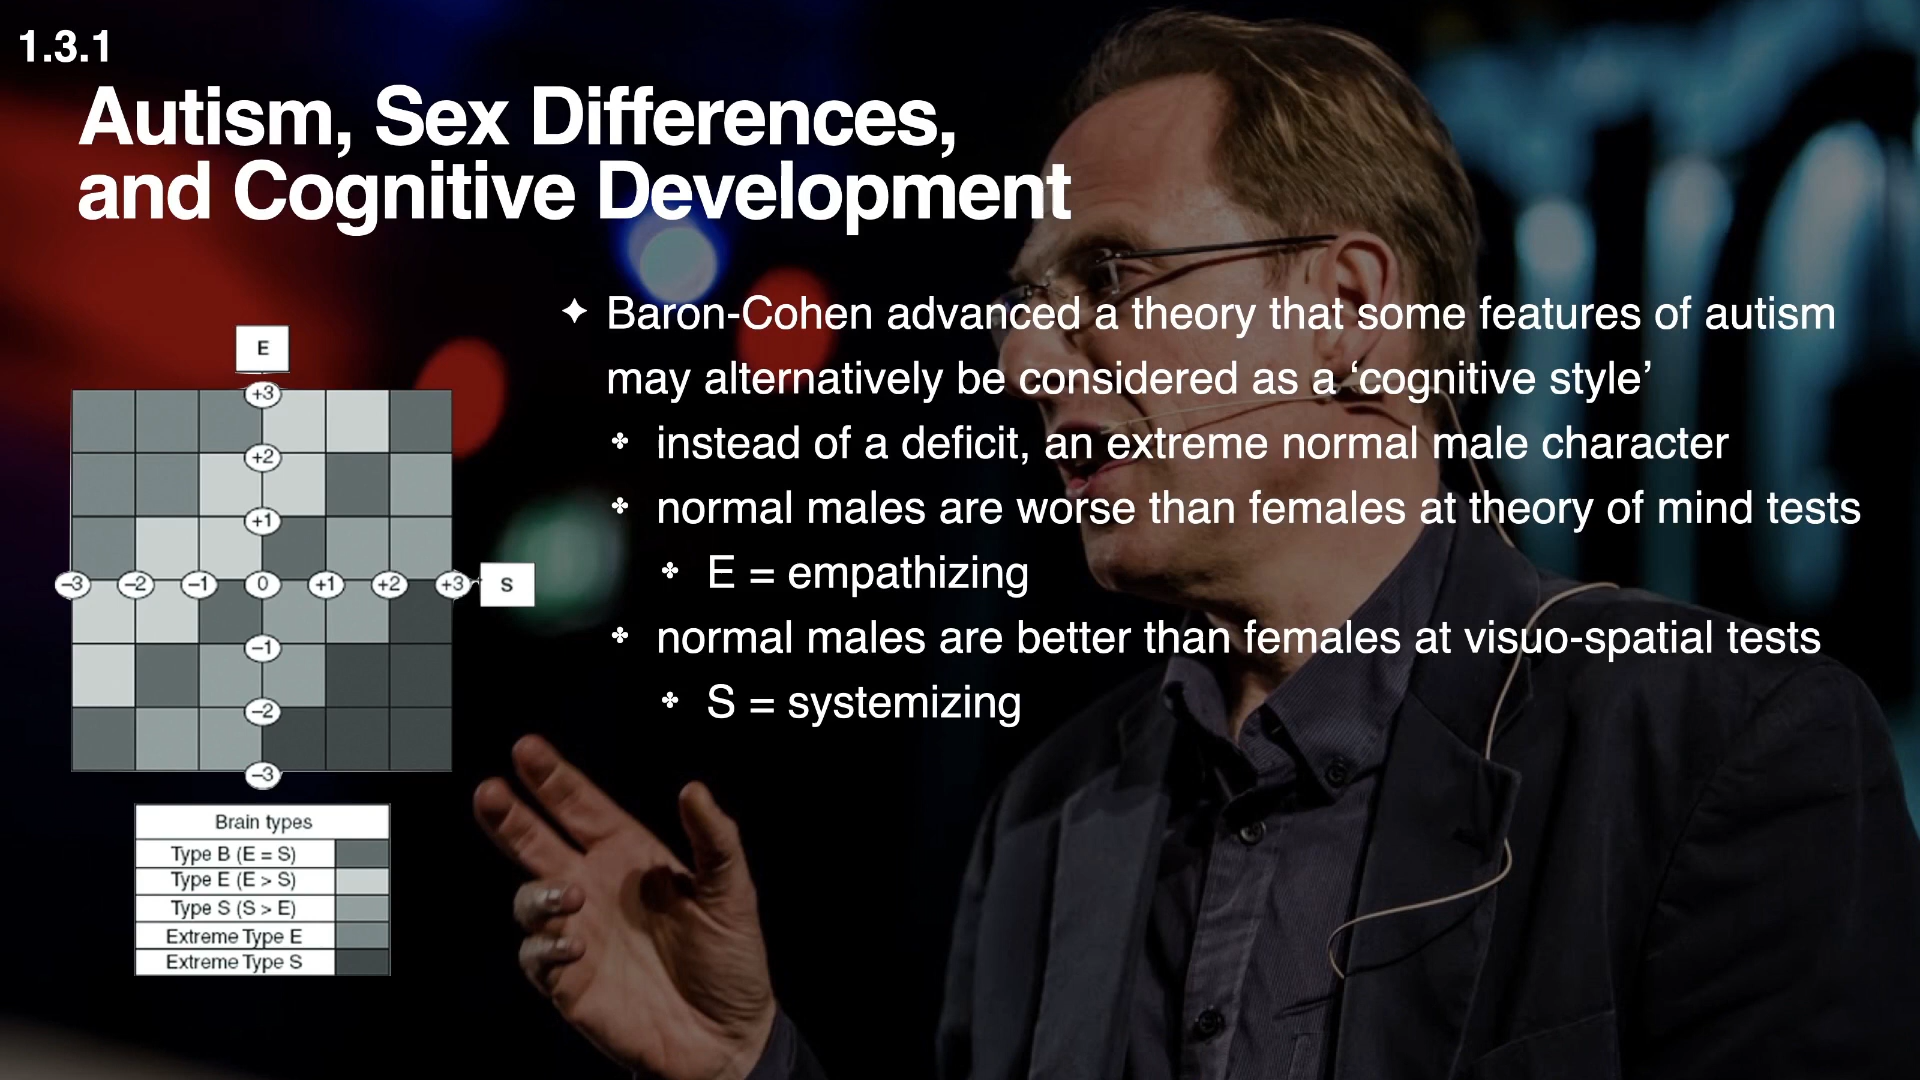 1.3.1
Autism, Sex Differences,
and Cognitive Development
✦ Baron-Cohen advanced a theory that some features of autism
may alternatively be considered as a ‘cognitive style’
✤ instead of a deficit, an extreme normal male character
✤ normal males are worse than females at theory of mind tests
✤ E = empathizing
✤ normal males are better than females at visuo-spatial tests
✤ S = systemizing
E
+3
+2
+1
–3 –2 –1 0 +1 +2 +3 S
–1
–2
–3
Brain types
Type B (E = S)
Type E (E > S)
Type S (S > E)
Extreme Type E
Extreme Type S